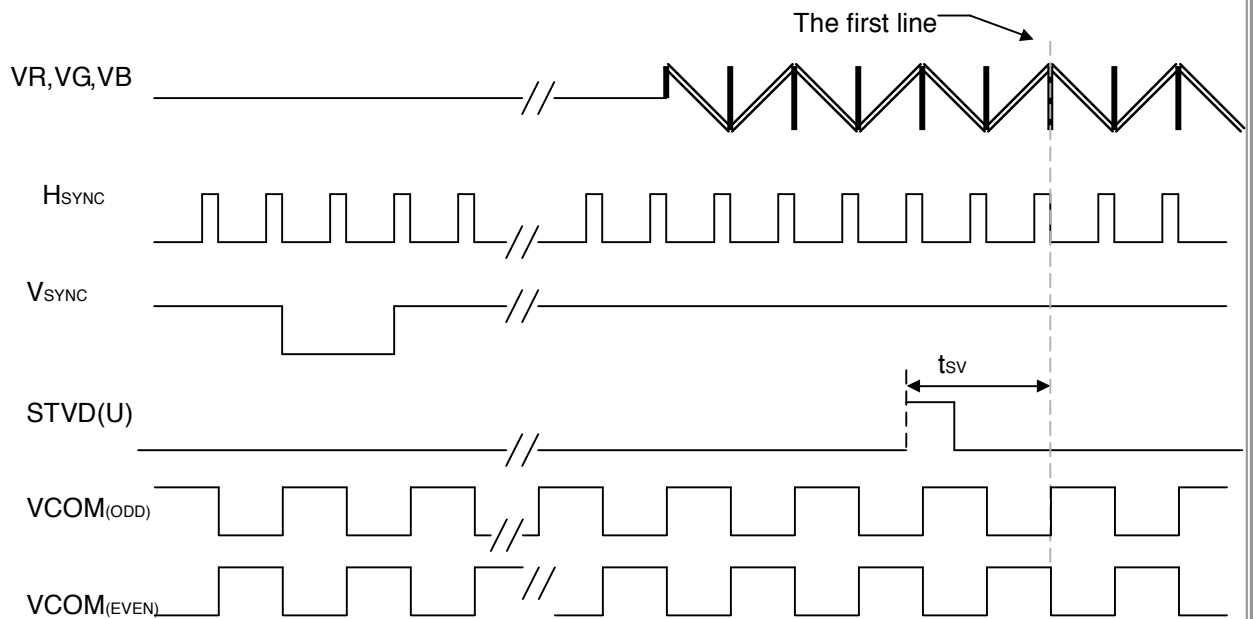 The first line
VR,VG,VB
HSYNC
VSYNC
tSV
STVD(U)
VCOM(ODD)
VCOM(EVEN)